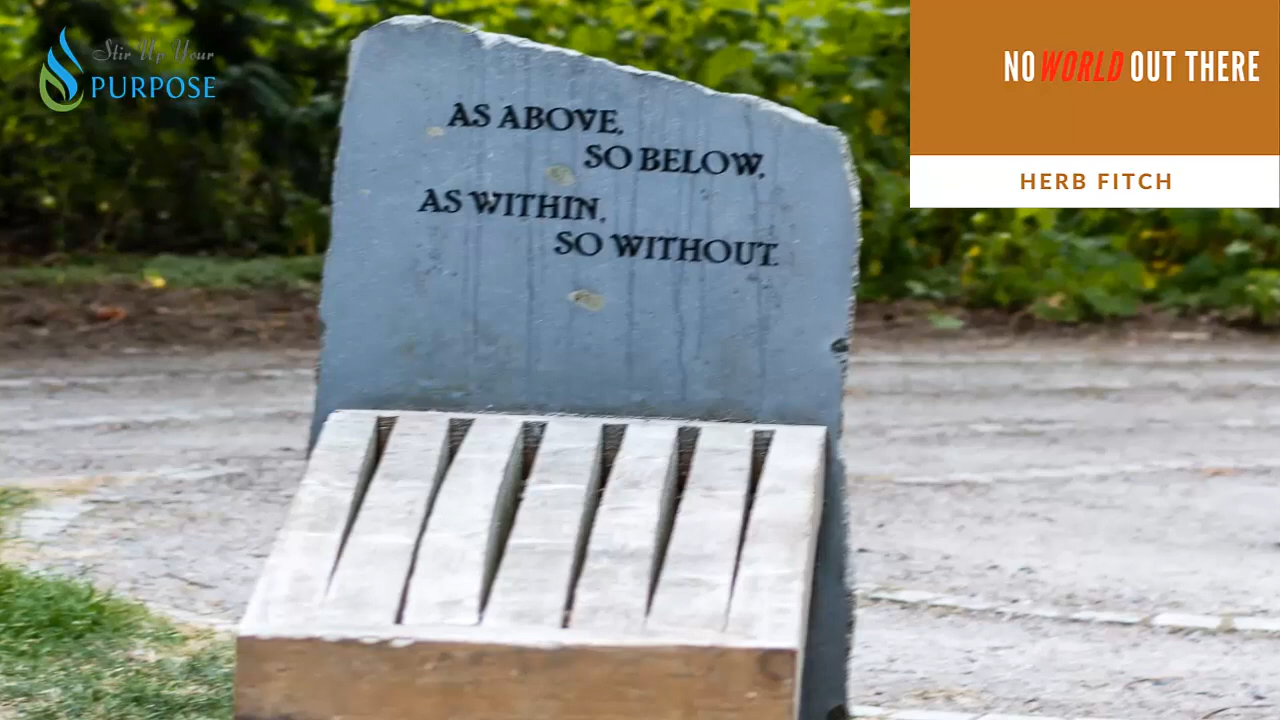 Stir Up Your
PURPOSE
NO WORLD OUT THERE
HERB FITCH
AS ABOVE,
SO BELOW,
AS WITHIN,
SO WITHOUT.